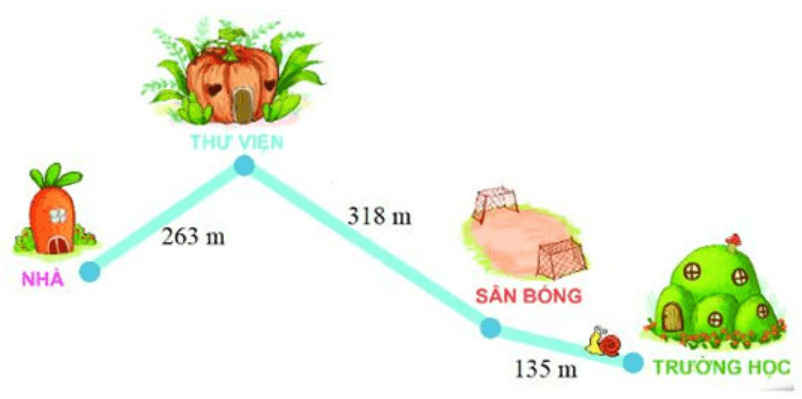 THƯ VIỆN
318 m
263 m
NHÀ
SÂN BÓNG
135 m
TRƯỜNG HỌC